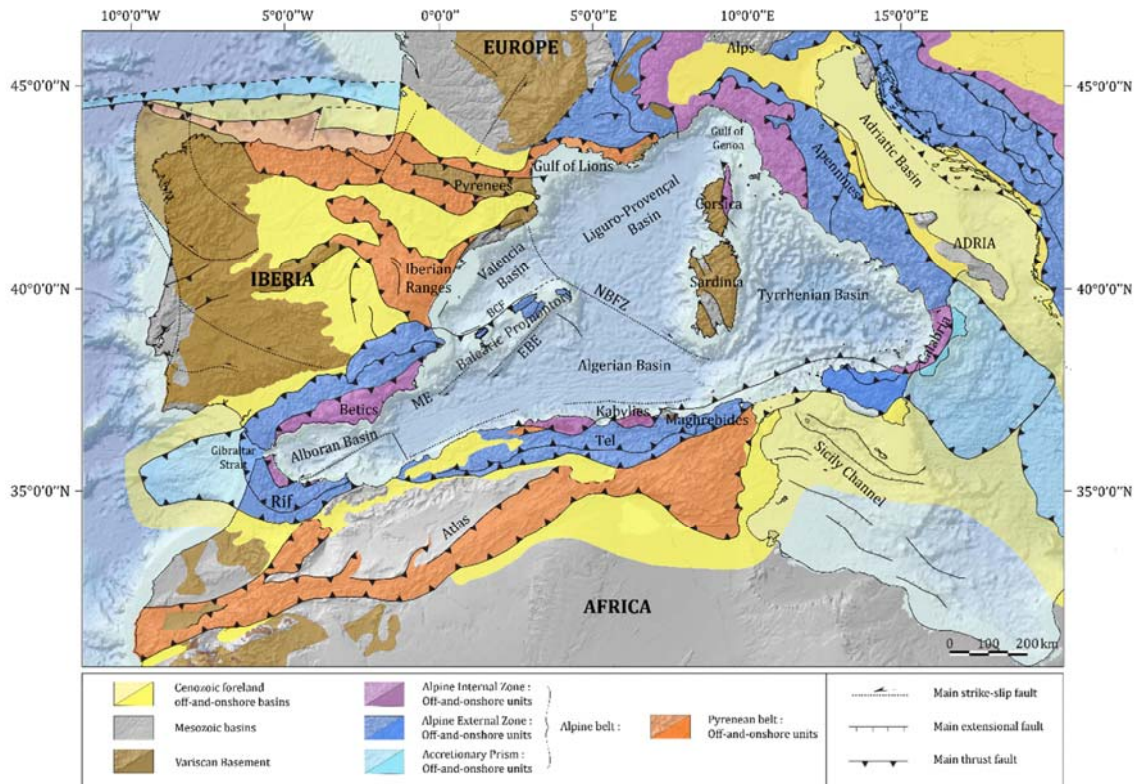 10°0'0"W
5°0'0"W
0°0'0"
5°0'0"E
10°0'0"E
15°0'0"E
EUROPE
Alps
45°0'0"N
45°0'0"N
Gulf of
Genoa
Gulf of Lions
Adriatic Basin
Apennines
Pyrenees
Liguro-Provençal
Basin
Corsica
ADRIA
Valencia
Basin
IBERIA
Iberian
Ranges
40°0'0"N
Sardinia
40°0'0"N
NBFZ
Tyrrhenian Basin
BCF
Balearic Promontory
EBE
Calabria
Algerian Basin
ME
Betics
Kabylies
Maghrebides
Alboran Basin
Tel
Gibraltar
Strait
Sicily Channel
35°0'0"N
Rif
35°0'0"N
Atlas
AFRICA
0 100 200 km
Cenozoic foreland
off-and-onshore basins
Mesozoic basins
Variscan Basement
Alpine Internal Zone :
Off-and-onshore units
Alpine External Zone :
Off-and-onshore units
Accretionary Prism :
Off-and-onshore units
Alpine belt :
Pyrenean belt :
Off-and-onshore units
Main strike-slip fault
Main extensional fault
Main thrust fault